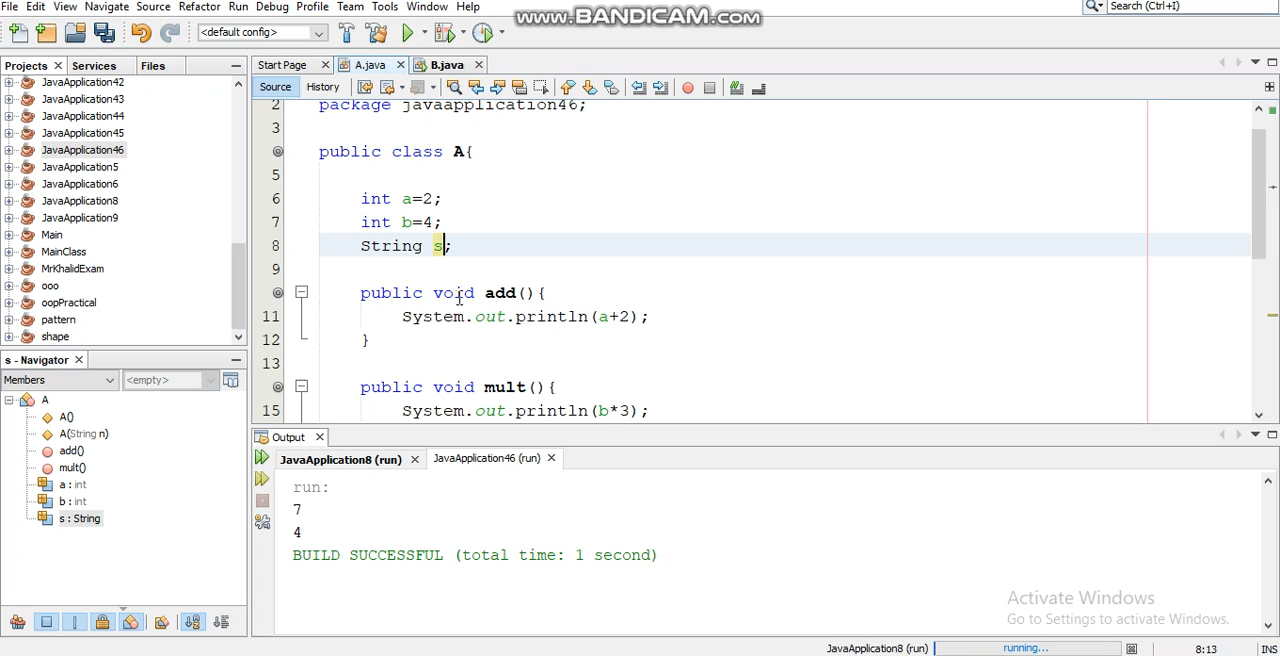 File Edit View Navigate Source Refactor Run Debug Profile Team Tools Window Help
www.BANDICAM.com
Search (Ctrl+I)
<default config>
Projects Services Files
Start Page A.java B.java
Source History
JavaApplication42
JavaApplication43
JavaApplication44
JavaApplication45
JavaApplication46
JavaApplication5
JavaApplication6
JavaApplication8
JavaApplication9
Main
MainClass
MrKhalidExam
ooo
oopPractical
pattern
shape
2 package javaapplication46;
3
public class A{
5
6 int a=2;
7 int b=4;
8 String s;
9
public void add(){
11 System.out.println(a+2);
12 }
13
public void mult(){
15 System.out.println(b*3);
s - Navigator
Members <empty>
A
A()
A(String n)
add()
mult()
a : int
b : int
s : String
Output
JavaApplication8 (run) JavaApplication46 (run)
run:
7
4
BUILD SUCCESSFUL (total time: 1 second)
Activate Windows
Go to Settings to activate Windows.
JavaApplication8 (run) running... 8:13 INS